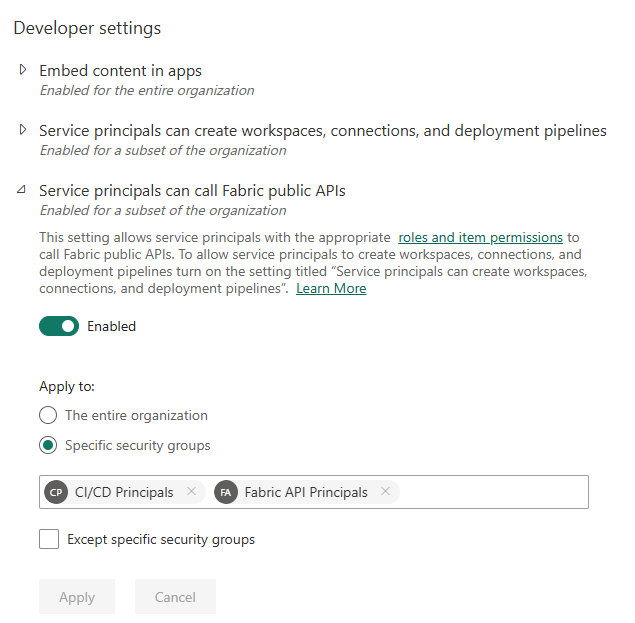 Developer settings
Embed content in apps
Enabled for the entire organization
Service principals can create workspaces, connections, and deployment pipelines
Enabled for a subset of the organization
Service principals can call Fabric public APIs
Enabled for a subset of the organization
This setting allows service principals with the appropriate roles and item permissions to
call Fabric public APIs. To allow service principals to create workspaces, connections, and
deployment pipelines turn on the setting titled “Service principals can create workspaces,
connections, and deployment pipelines”. Learn More
Enabled
Apply to:
The entire organization
Specific security groups
CP CI/CD Principals FA Fabric API Principals
Except specific security groups
Apply Cancel